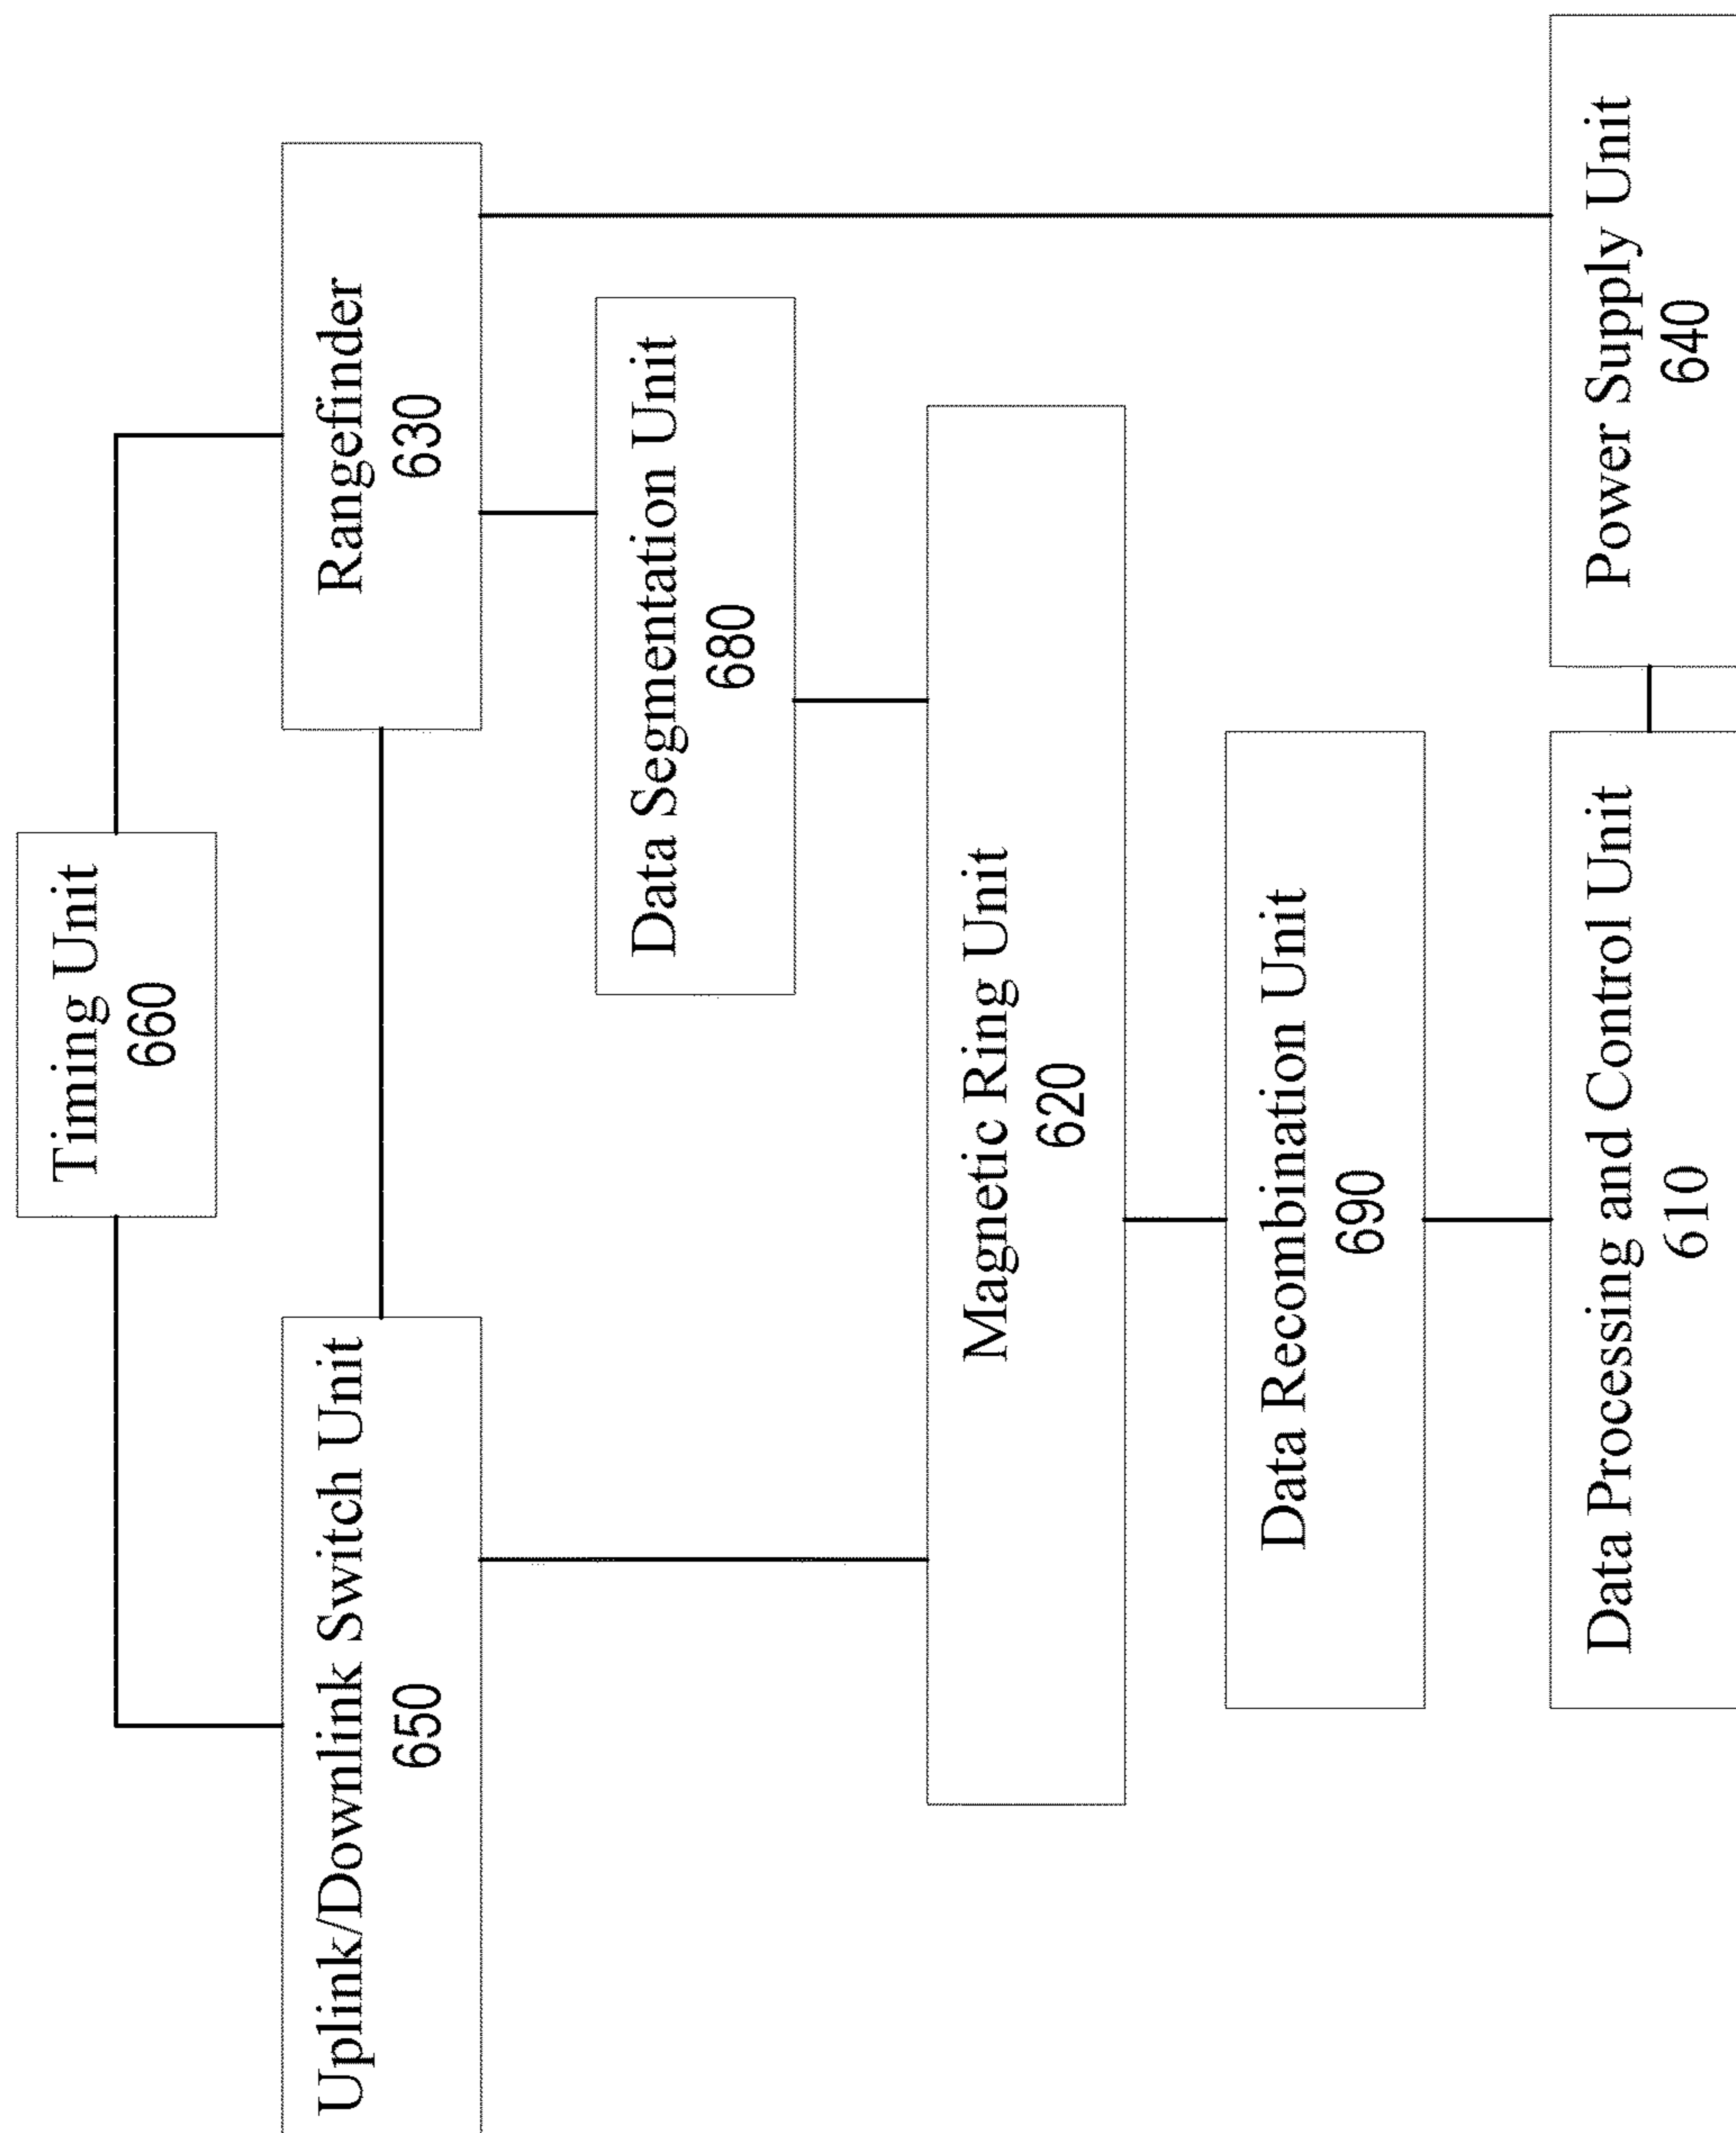 Timing Unit
660
Uplink/Downlink Switch Unit
650
Rangefinder
630
Data Segmentation Unit
680
Magnetic Ring Unit
620
Data Recombination Unit
690
Data Processing and Control Unit
610
Power Supply Unit
640